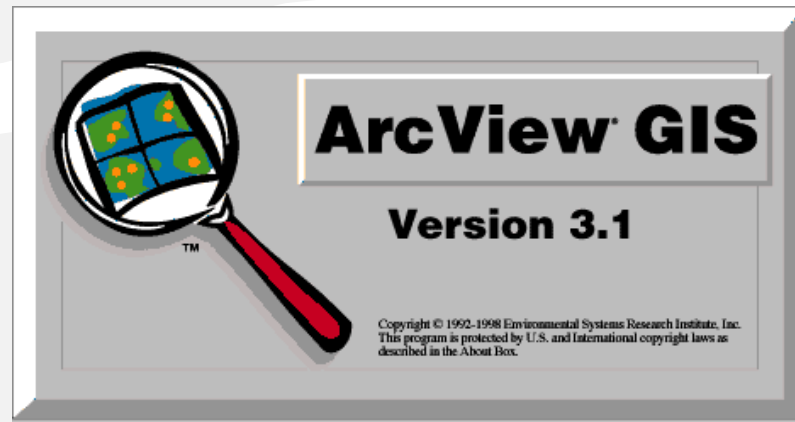 ArcView® GIS
Version 3.1
TM
Copyright © 1992-1998 Environmental Systems Research Institute, Inc.
This program is protected by U.S. and International copyright laws as
described in the About Box.